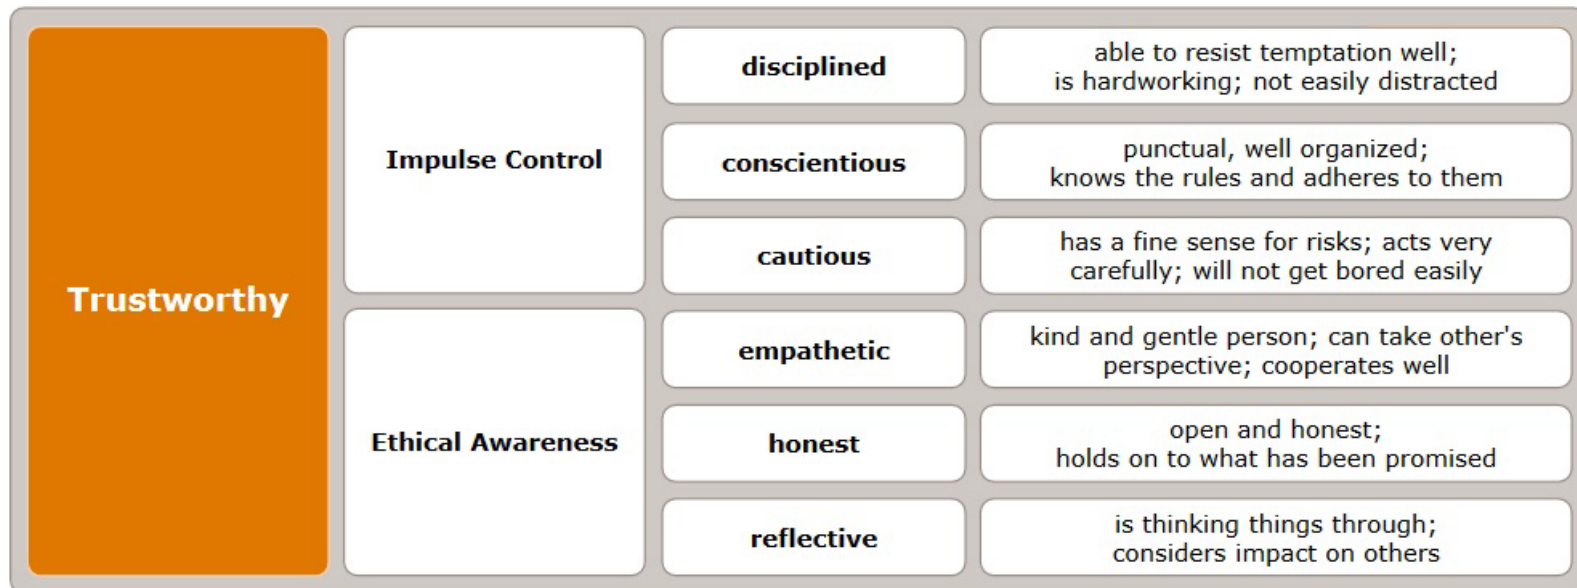 Trustworthy
Impulse Control
disciplined
able to resist temptation well;
is hardworking; not easily distracted
conscientious
punctual, well organized;
knows the rules and adheres to them
cautious
has a fine sense for risks; acts very
carefully; will not get bored easily
Ethical Awareness
empathetic
kind and gentle person; can take other's
perspective; cooperates well
honest
open and honest;
holds on to what has been promised
reflective
is thinking things through;
considers impact on others